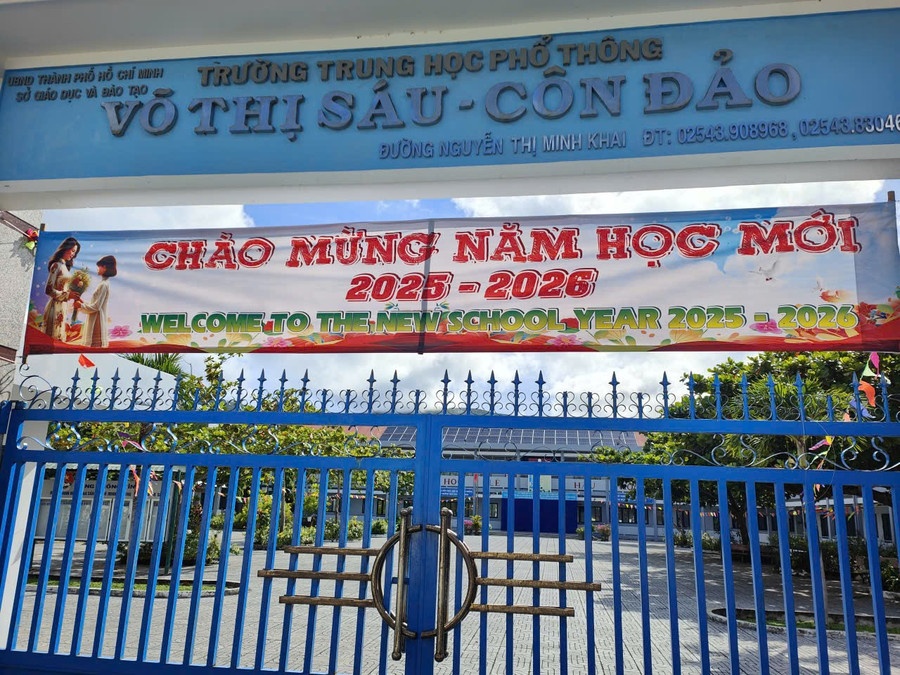 UBND THÀNH PHỐ HỒ CHÍ MINH
SỞ GIÁO DỤC VÀ ĐÀO TẠO
TRƯỜNG TRUNG HỌC PHỔ THÔNG
VÕ THỊ SÁU - CÔN ĐẢO
ĐƯỜNG NGUYỄN THỊ MINH KHAI ĐT: 02543.908968 ,
CHÀO MỪNG NĂM HỌC MỚI
2025 - 2026
WELCOME TO THE NEW SCHOOL YEAR 2025 - 2026